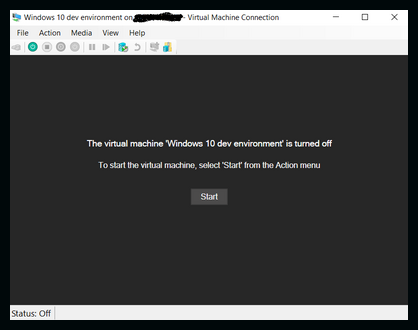 Windows 10 dev environment on - Virtual Machine Connection
File Action Media View Help
The virtual machine 'Windows 10 dev environment' is turned off
To start the virtual machine, select 'Start' from the Action menu
Start
Status: Off